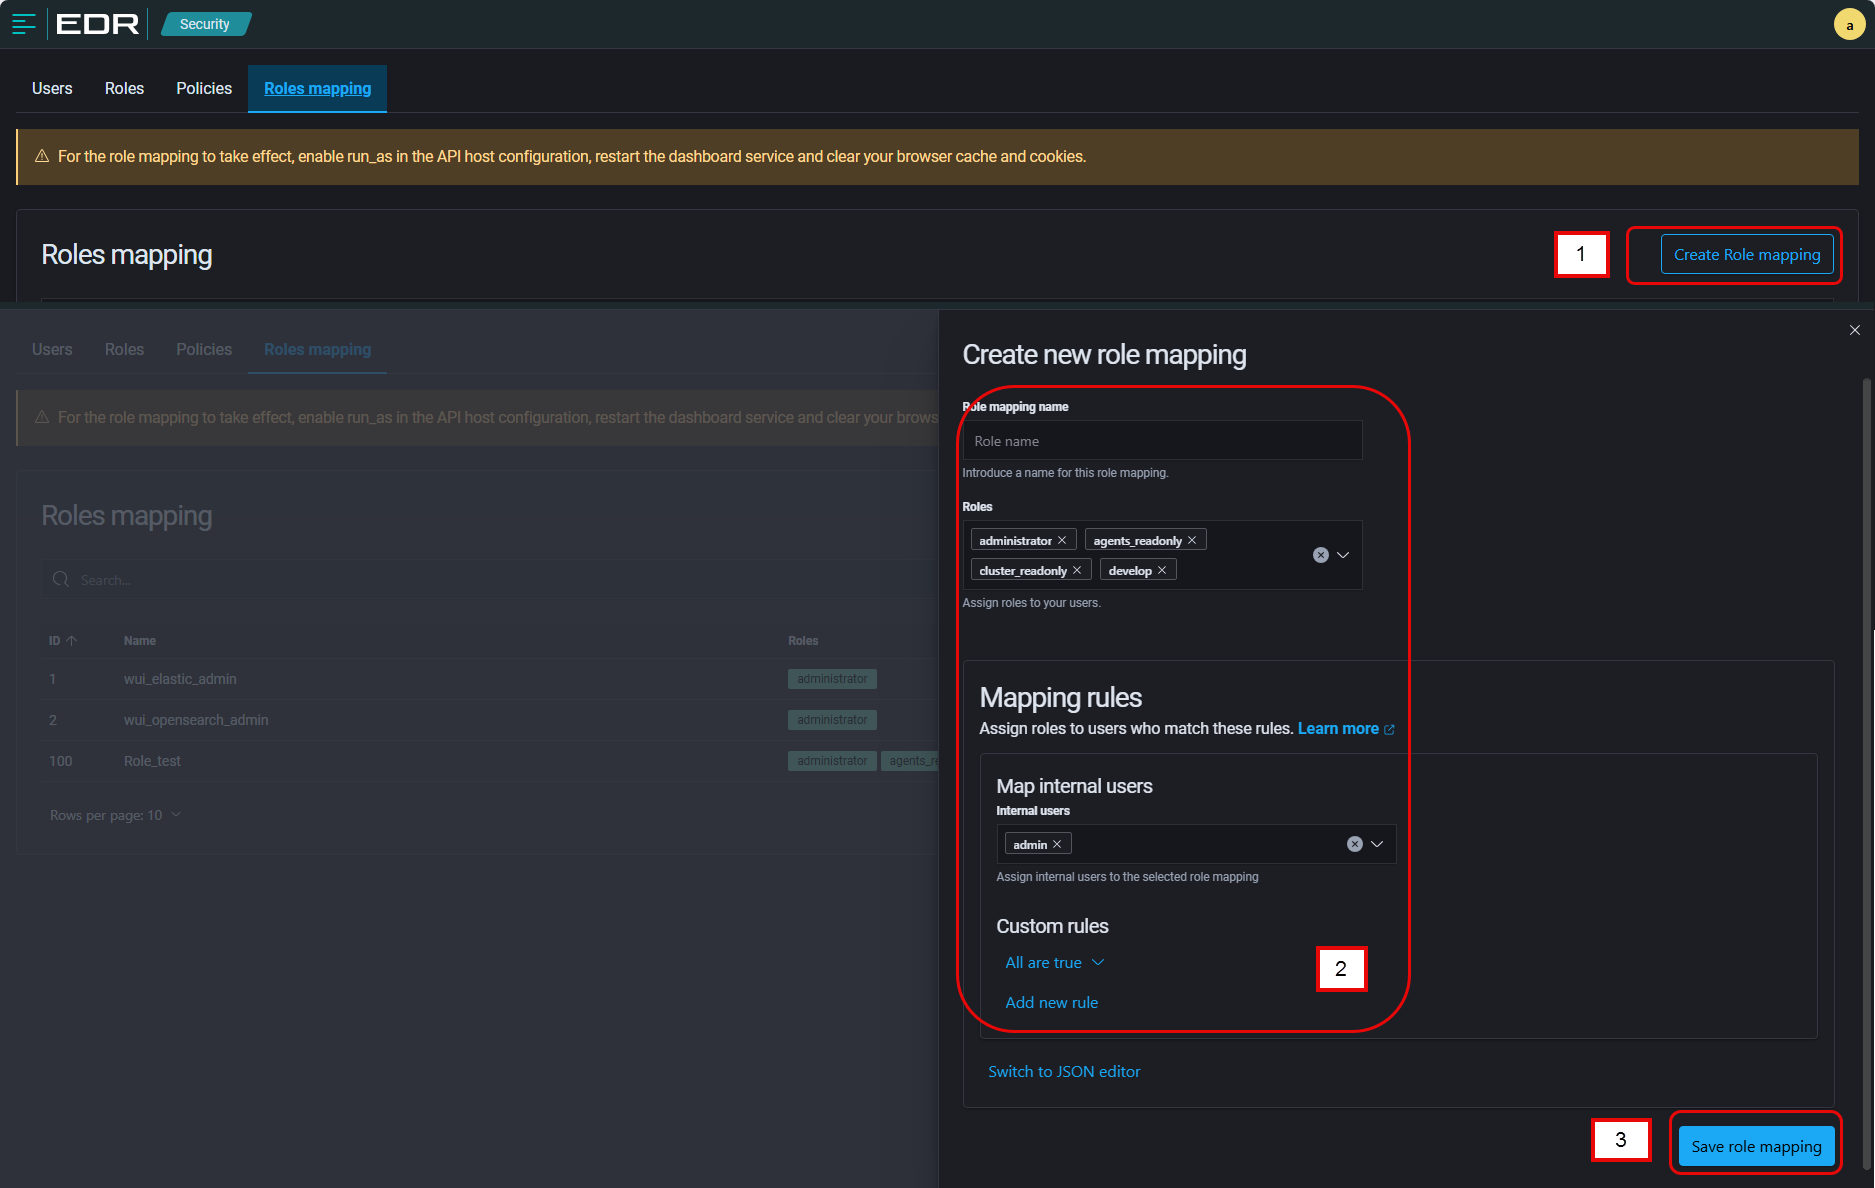 EDR
Security
a
Users Roles Policies Roles mapping
For the role mapping to take effect, enable run_as in the API host configuration, restart the dashboard service and clear your browser cache and cookies.
Roles mapping
1
Create Role mapping
Users Roles Policies Roles mapping
For the role mapping to take effect, enable run_as in the API host configuration, restart the dashboard service and clear your brows
Roles mapping
Search...
ID Name Roles
1 wui_elastic_admin administrator
2 wui_opensearch_admin administrator
100 Role_test administrator agents_re
Rows per page: 10
Create new role mapping
Role mapping name
Role name
Introduce a name for this role mapping.
Roles
administrator agents_readonly
cluster_readonly develop
Assign roles to your users.
Mapping rules
Assign roles to users who match these rules. Learn more
Map internal users
Internal users
admin
Assign internal users to the selected role mapping
Custom rules
All are true
2
Add new rule
Switch to JSON editor
3
Save role mapping